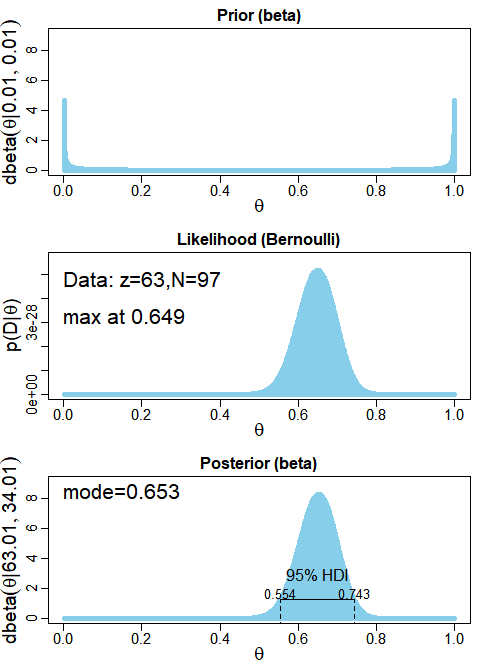 Prior (beta)
dbeta(θ|0.01, 0.01)
0 2 4 6 8
0.0 0.2 0.4 0.6 0.8 1.0
θ
Likelihood (Bernoulli)
Data: z=63,N=97
max at 0.649
p(D|θ)
0e+00 3e-28
0.0 0.2 0.4 0.6 0.8 1.0
θ
Posterior (beta)
mode=0.653
dbeta(θ|63.01, 34.01)
0 2 4 6 8
95% HDI
0.554 0.743
0.0 0.2 0.4 0.6 0.8 1.0
θ